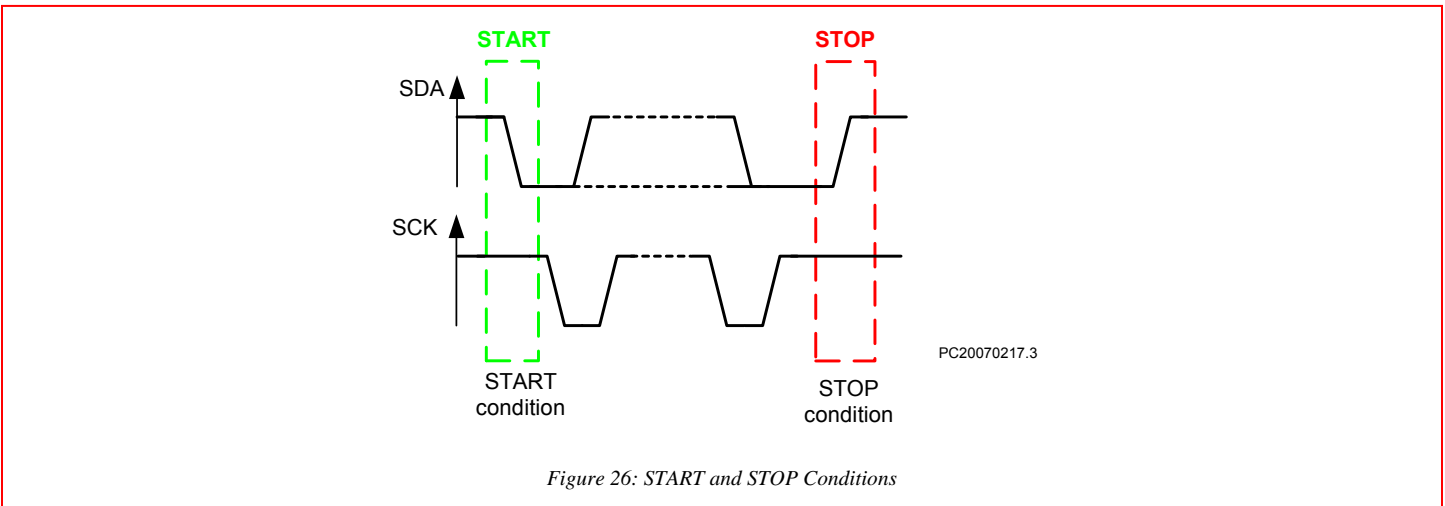 START
STOP
SDA
SCK
PC20070217.3
START
condition
STOP
condition
Figure 26: START and STOP Conditions